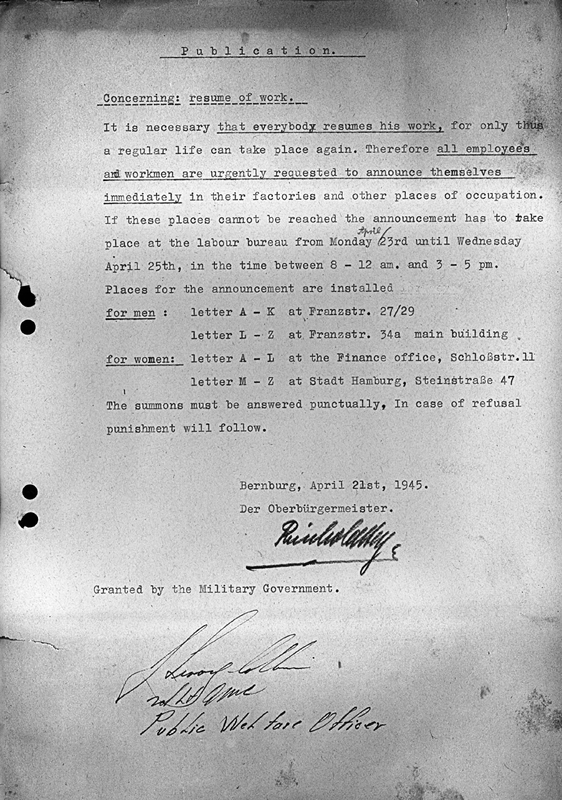 Publication.
Concerning: resume of work.
It is necessary that everybody resumes his work, for only thus
a regular life can take place again. Therefore all employees
and workmen are urgently requested to announce themselves
immediately in their factories and other places of occupation.
If these places cannot be reached the announcement has to take
place at the labour bureau from Monday April 23rd until Wednesday
April 25th, in the time between 8 - 12 am. and 3 - 5 pm.
Places for the announcement are installed
for men : letter A - K at Franzstr. 27/29
letter L - Z at Franzstr. 34a main building .
for women: letter A - L at the Finance office, Schloßstr.11
letter M - Z at Stadt Hamburg, Steinstraße 47
The summons must be answered punctually, In case of refusal
punishment will follow.
Bernburg, April 21st, 1945.
Der Oberbürgermeister.
Granted by the Military Government.
Public Welfare Officer